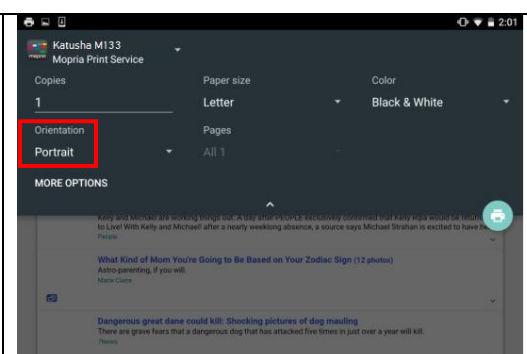 2:01
Katusha M133
mopria
Mopria Print Service
Copies
Paper size
Color
1
Letter
Black & White
Orientation
Pages
Portrait
All 1
MORE OPTIONS
Kelly and Michael are working things out. A day after PEOPLE exclusively confirmed that Kelly Ripa would be
to Live! With Kelly and Michael! after a nearly weeklong absence, a source says Michael Strahan is excited to have
People
What Kind of Mom You're Going to Be Based on Your Zodiac Sign (12 photos)
Astro-parenting, if you will.
Marie Claire
Dangerous great dane could kill: Shocking pictures of dog mauling
There are grave fears that a dangerous dog that has attacked five times in just over a year will kill.
7News